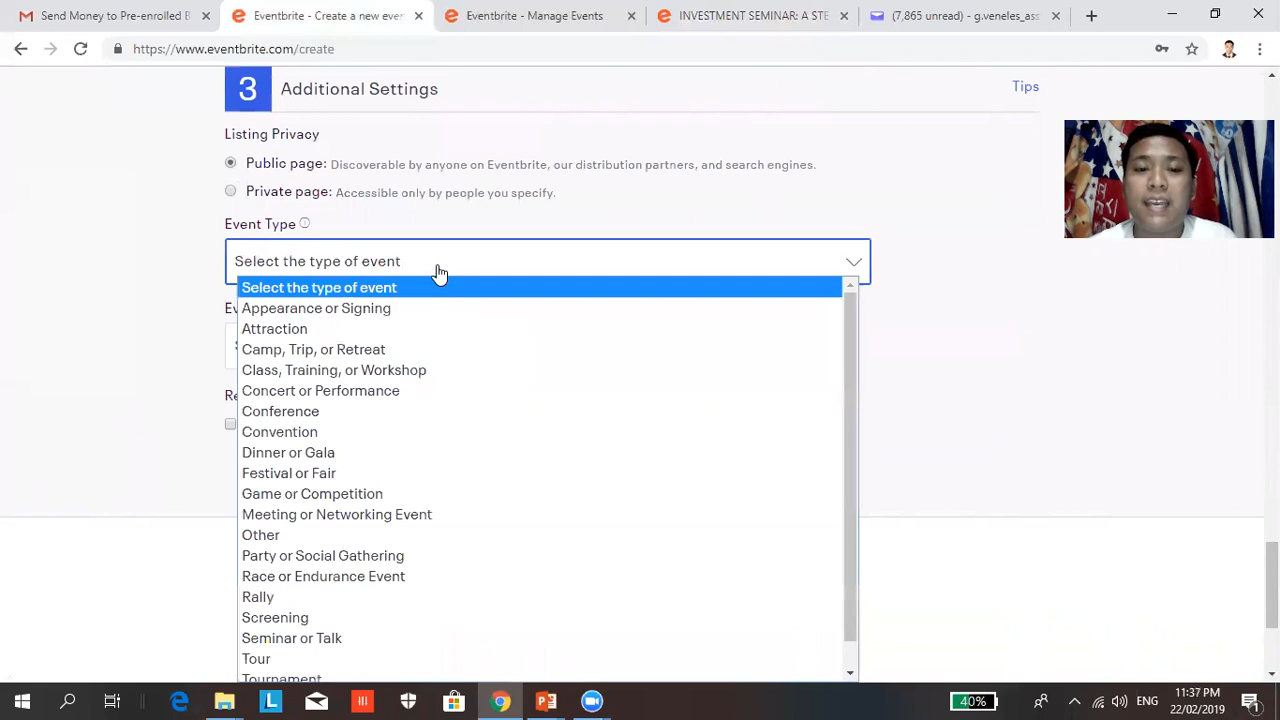 Send Money to Pre-enrolled B
Eventbrite - Create a new even
Eventbrite - Manage Events
INVESTMENT SEMINAR: A STE
(7,865 unread) - g.veneles_ass
https://www.eventbrite.com/create
3 Additional Settings
Tips
Listing Privacy
Public page: Discoverable by anyone on Eventbrite, our distribution partners, and search engines.
Private page: Accessible only by people you specify.
Event Type
Select the type of event
Select the type of event
Appearance or Signing
Attraction
Camp, Trip, or Retreat
Class, Training, or Workshop
Concert or Performance
Conference
Convention
Dinner or Gala
Festival or Fair
Game or Competition
Meeting or Networking Event
Other
Party or Social Gathering
Race or Endurance Event
Rally
Screening
Seminar or Talk
Tour
Tournament
40%
ENG
11:37 PM
22/02/2019